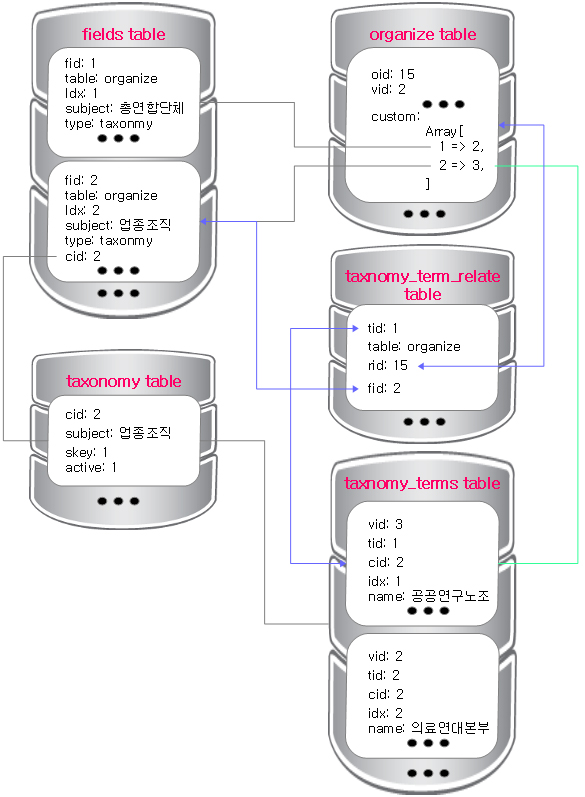 fields table
fid: 1
table: organize
Idx: 1
subject: 총연합단체
type: taxonmy
fid: 2
table: organize
Idx: 2
subject: 업종조직
type: taxonmy
cid: 2
organize table
oid: 15
vid: 2
custom:
Array[
1 => 2,
2 => 3,
]
taxnomy_term_relate
table
tid: 1
table: organize
rid: 15
fid: 2
taxonomy table
cid: 2
subject: 업종조직
skey: 1
active: 1
taxnomy_terms table
vid: 3
tid: 1
cid: 2
idx: 1
name: 공공연구노조
vid: 2
tid: 2
cid: 2
idx: 2
name: 의료연대본부